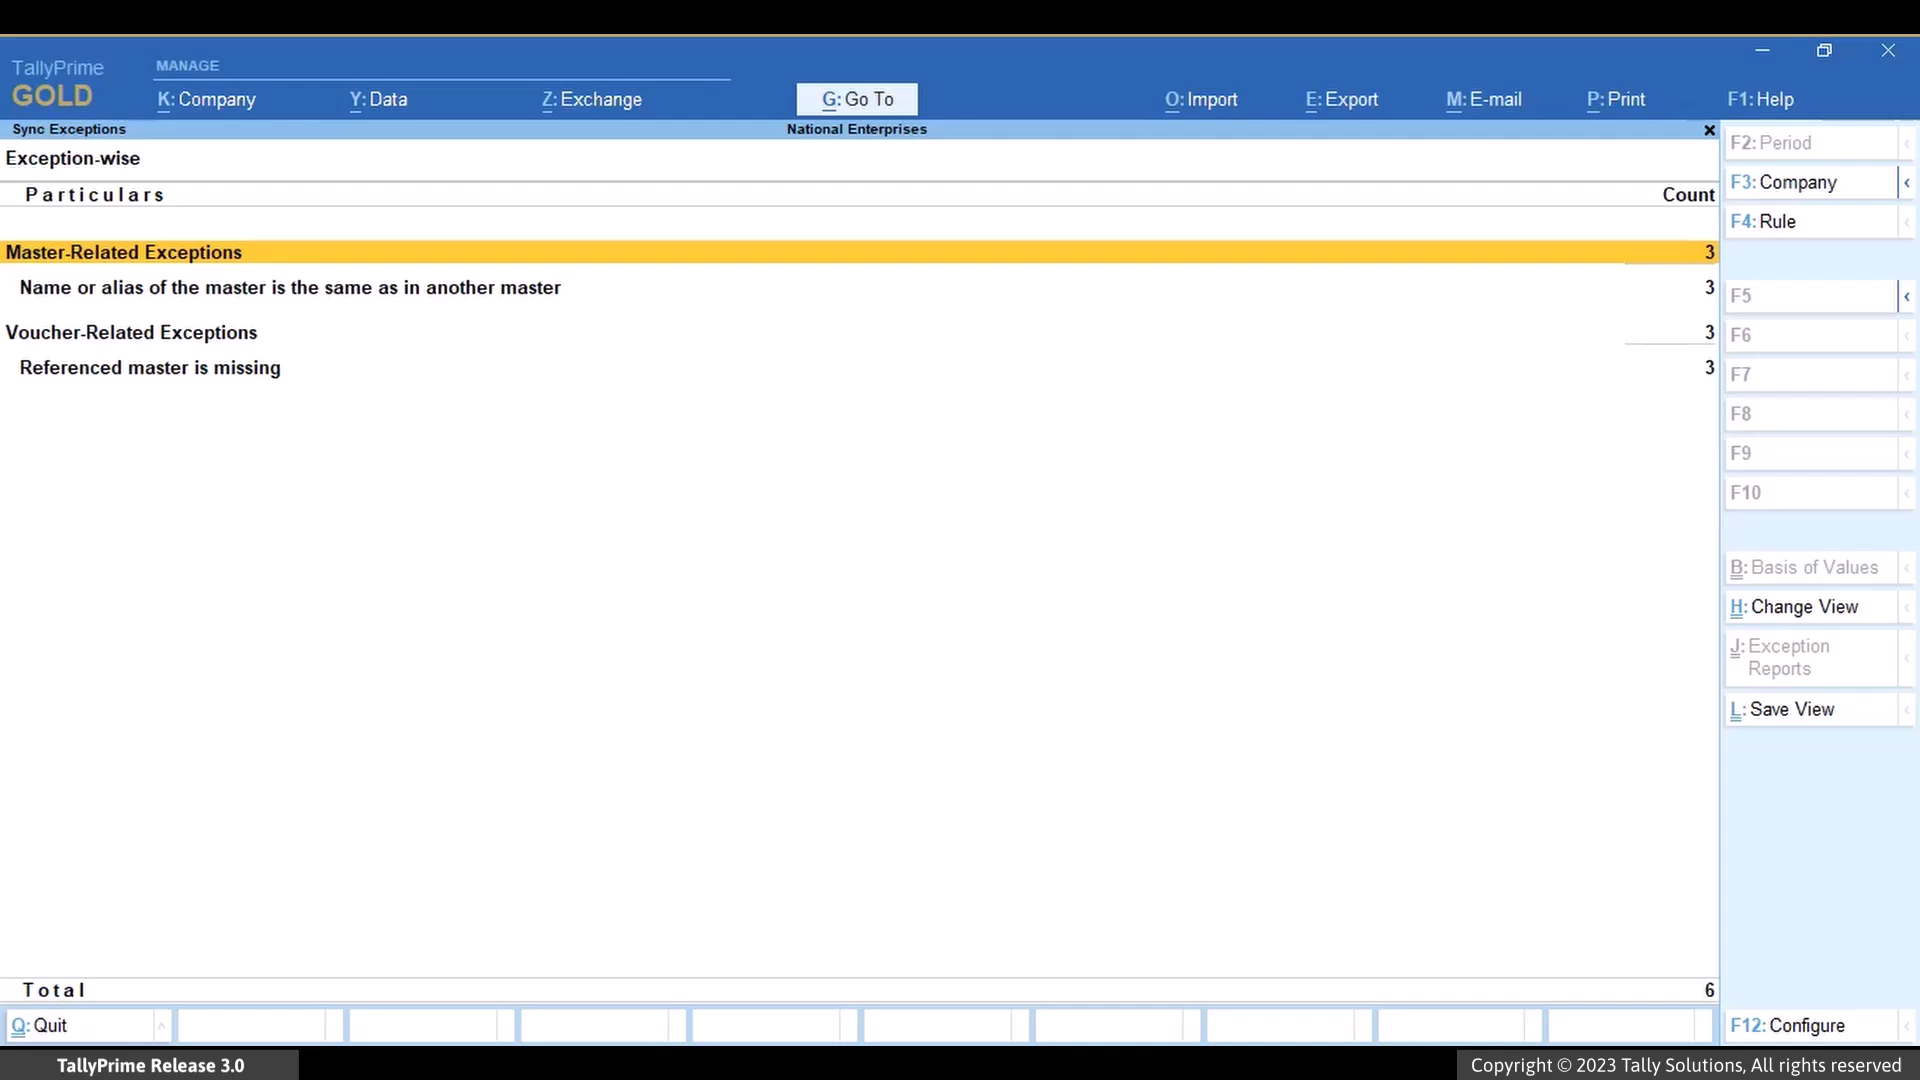 TallyPrime
GOLD
MANAGE
K: Company
Y: Data
Z: Exchange
G: Go To
O: Import
E: Export
M: E-mail
P: Print
F1: Help
Sync Exceptions
National Enterprises
Exception-wise
Particulars
Count
Master-Related Exceptions 3
Name or alias of the master is the same as in another master 3
Voucher-Related Exceptions 3
Referenced master is missing 3
Total 6
F2: Period
F3: Company
F4: Rule
F5
F6
F7
F8
F9
F10
B: Basis of Values
H: Change View
J: Exception
Reports
L: Save View
Q: Quit
F12: Configure
TallyPrime Release 3.0
Copyright © 2023 Tally Solutions, All rights reserved